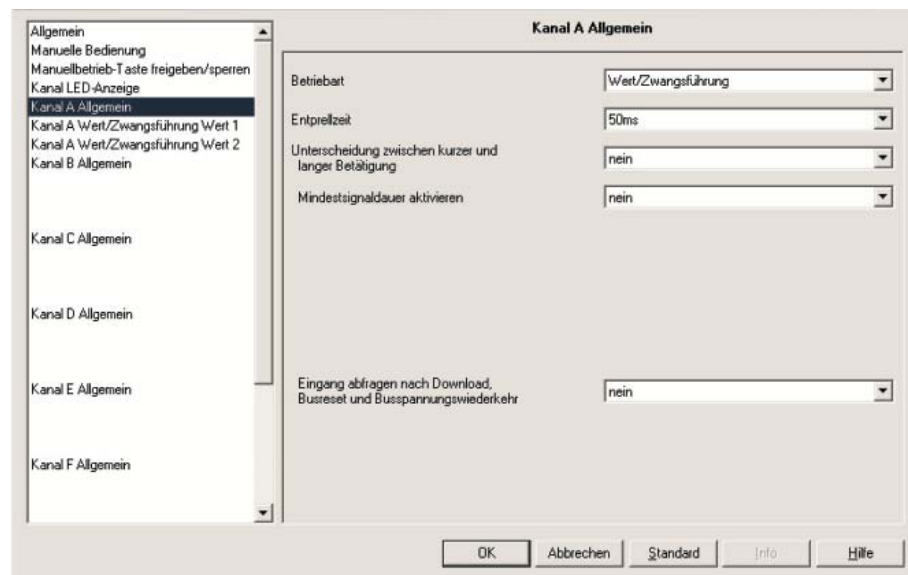 Kanal A Allgemein
Allgemein
Manuelle Bedienung
Manuellbetrieb-Taste freigeben/sperren
Kanal LED-Anzeige
Kanal A Allgemein
Kanal A Wert/Zwangsführung Wert 1
Kanal A Wert/Zwangsführung Wert 2
Kanal B Allgemein
Kanal C Allgemein
Kanal D Allgemein
Kanal E Allgemein
Kanal F Allgemein
Betriebart
Wert/Zwangsführung
Entprellzeit
50ms
Unterscheidung zwischen kurzer und
langer Betätigung
nein
Mindestsignaldauer aktivieren
nein
Eingang abfragen nach Download,
Busreset und Busspannungswiederkehr
nein
OK
Abbrechen
Standard
Info
Hilfe